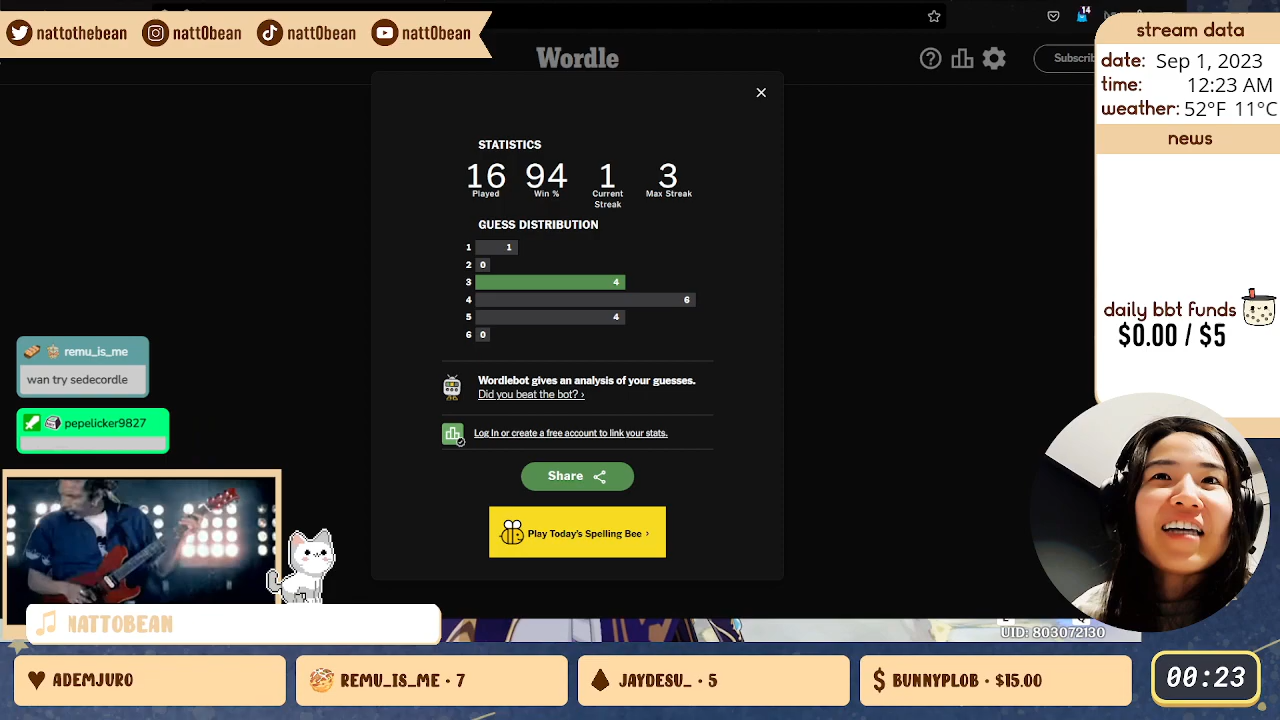 nattothebean
natt0bean
natt0bean
natt0bean
14
Wordle
stream data
date: Sep 1, 2023
time: 12:23 AM
weather: 52°F 11°C
news
daily bbt funds
$0.00 / $5
STATISTICS
16
Played
94
Win %
1
Current
Streak
3
Max Streak
GUESS DISTRIBUTION
1 1
2 0
3 4
4 6
5 4
6 0
Wordlebot gives an analysis of your guesses.
Did you beat the bot? ›
Log In or create a free account to link your stats.
Share
Play Today's Spelling Bee ›
remu_is_me
wan try sedecordle
pepelicker9827
NATTOBEAN
UID: 803072130
ADEMJURO
REMU_IS_ME • 7
JAYDESU_ • 5
$ BUNNYPLOB • $15.00
00:23